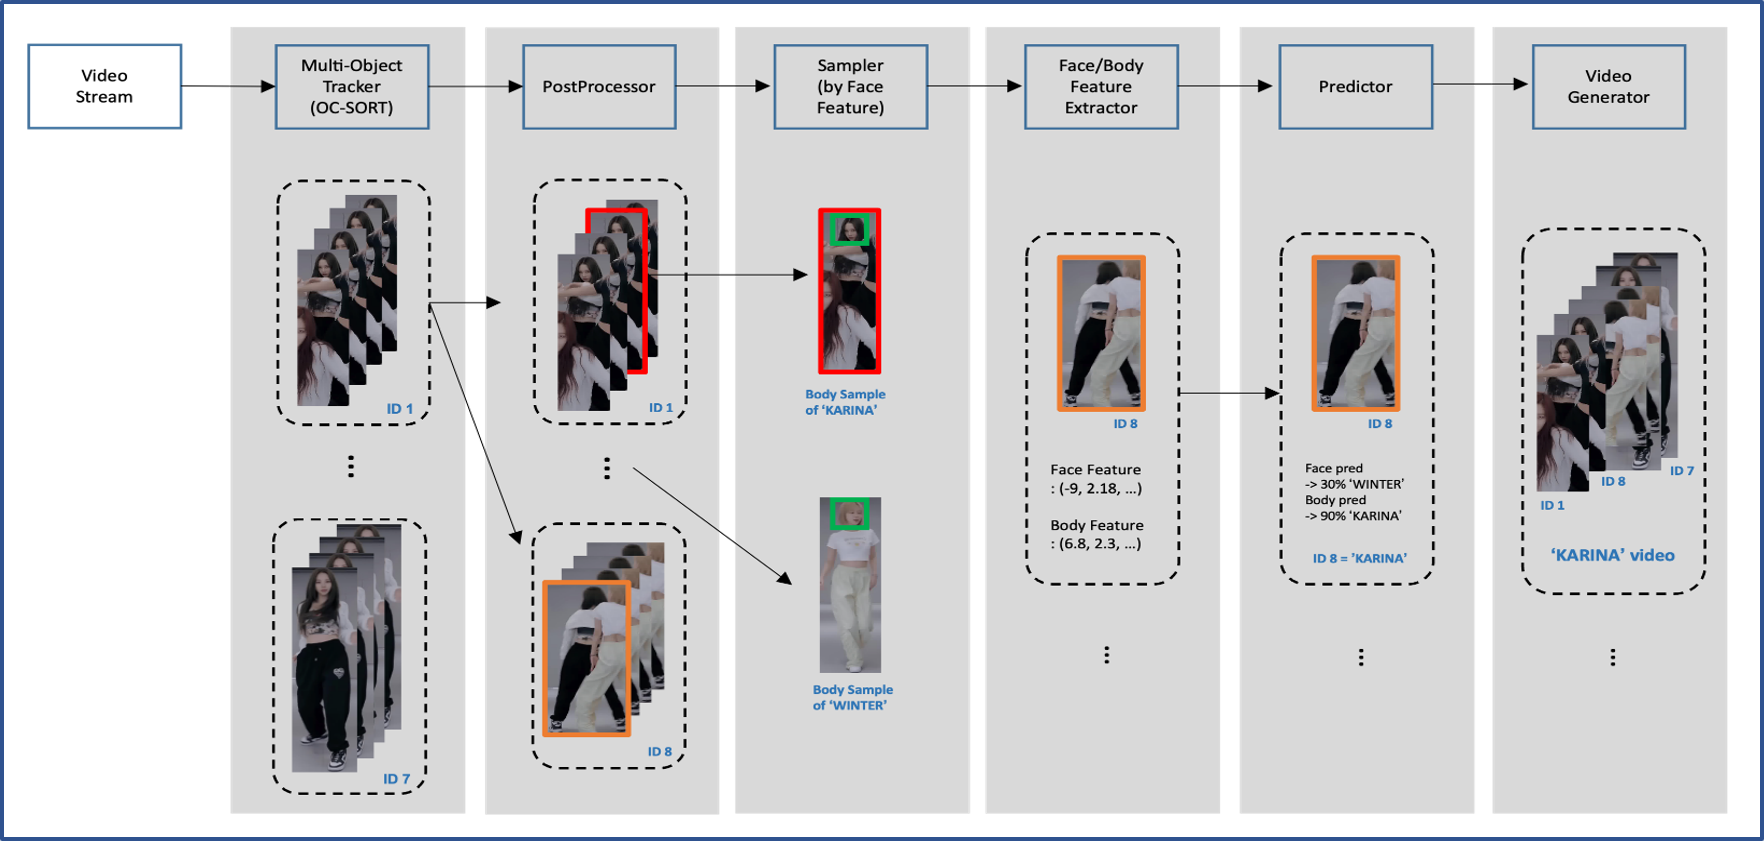 Video
Stream
Multi-Object
Tracker
(OC-SORT)
PostProcessor
Sampler
(by Face
Feature)
Face/Body
Feature
Extractor
Predictor
Video
Generator
ID 1
ID 7
ID 1
ID 8
Body Sample
of ‘KARINA’
Body Sample
of ‘WINTER’
ID 8
Face Feature
: (-9, 2.18, ...)
Body Feature
: (6.8, 2.3, ...)
ID 8
Face pred
-> 30% ‘WINTER’
Body pred
-> 90% ‘KARINA’
ID 8 = ’KARINA’
ID 7
ID 8
ID 1
‘KARINA’ video